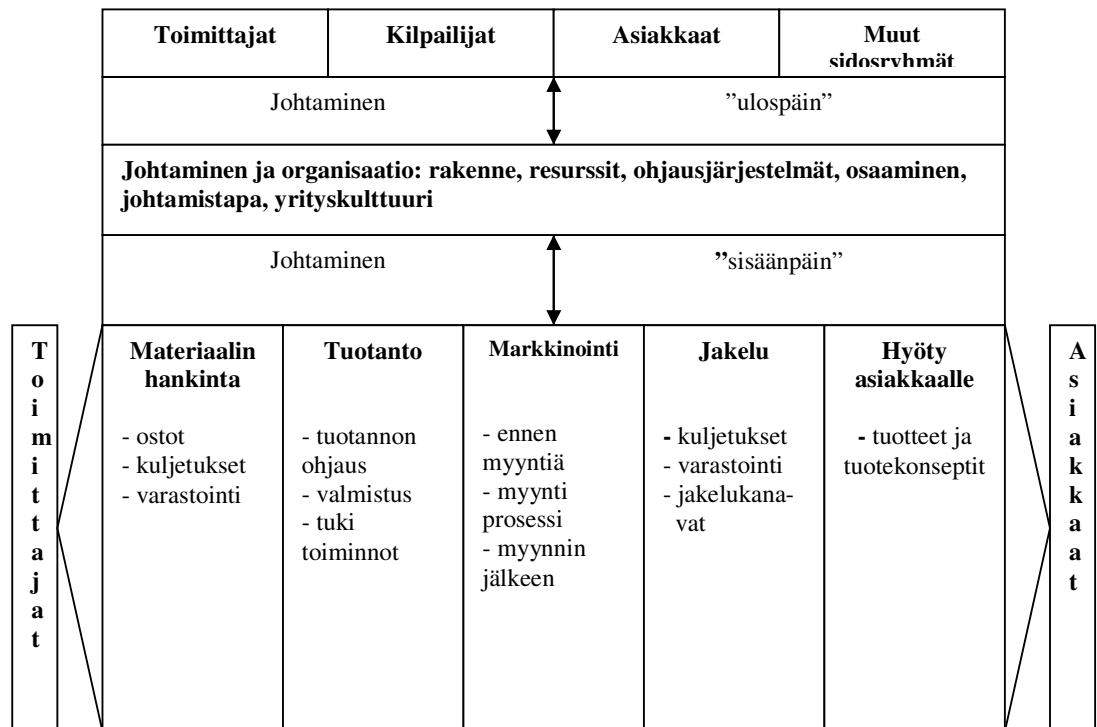 Toimittajat
Kilpailijat
Asiakkaat
Muut
sidosryhmät
Johtaminen
”ulospäin”
Johtaminen ja organisaatio: rakenne, resurssit, ohjausjärjestelmät, osaaminen,
johtamistapa, yrityskulttuuri
Johtaminen
”sisäänpäin”
Toimittajat
Materiaalin
hankinta
- ostot
- kuljetukset
- varastointi
Tuotanto
- tuotannon
ohjaus
- valmistus
- tuki
toiminnot
Markkinointi
- ennen
myyntiä
- myynti
prosessi
- myynnin
jälkeen
Jakelu
- kuljetukset
- varastointi
- jakelukana-
vat
Hyöty
asiakkaalle
- tuotteet ja
tuotekonseptit
Asiakkaat